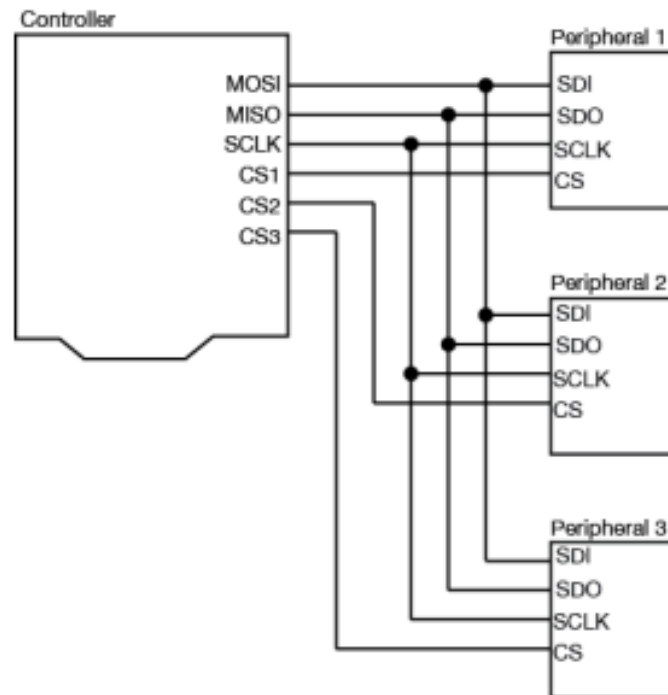 Controller
MOSI
MISO
SCLK
CS1
CS2
CS3
Peripheral 1
SDI
SDO
SCLK
CS
Peripheral 2
SDI
SDO
SCLK
CS
Peripheral 3
SDI
SDO
SCLK
CS